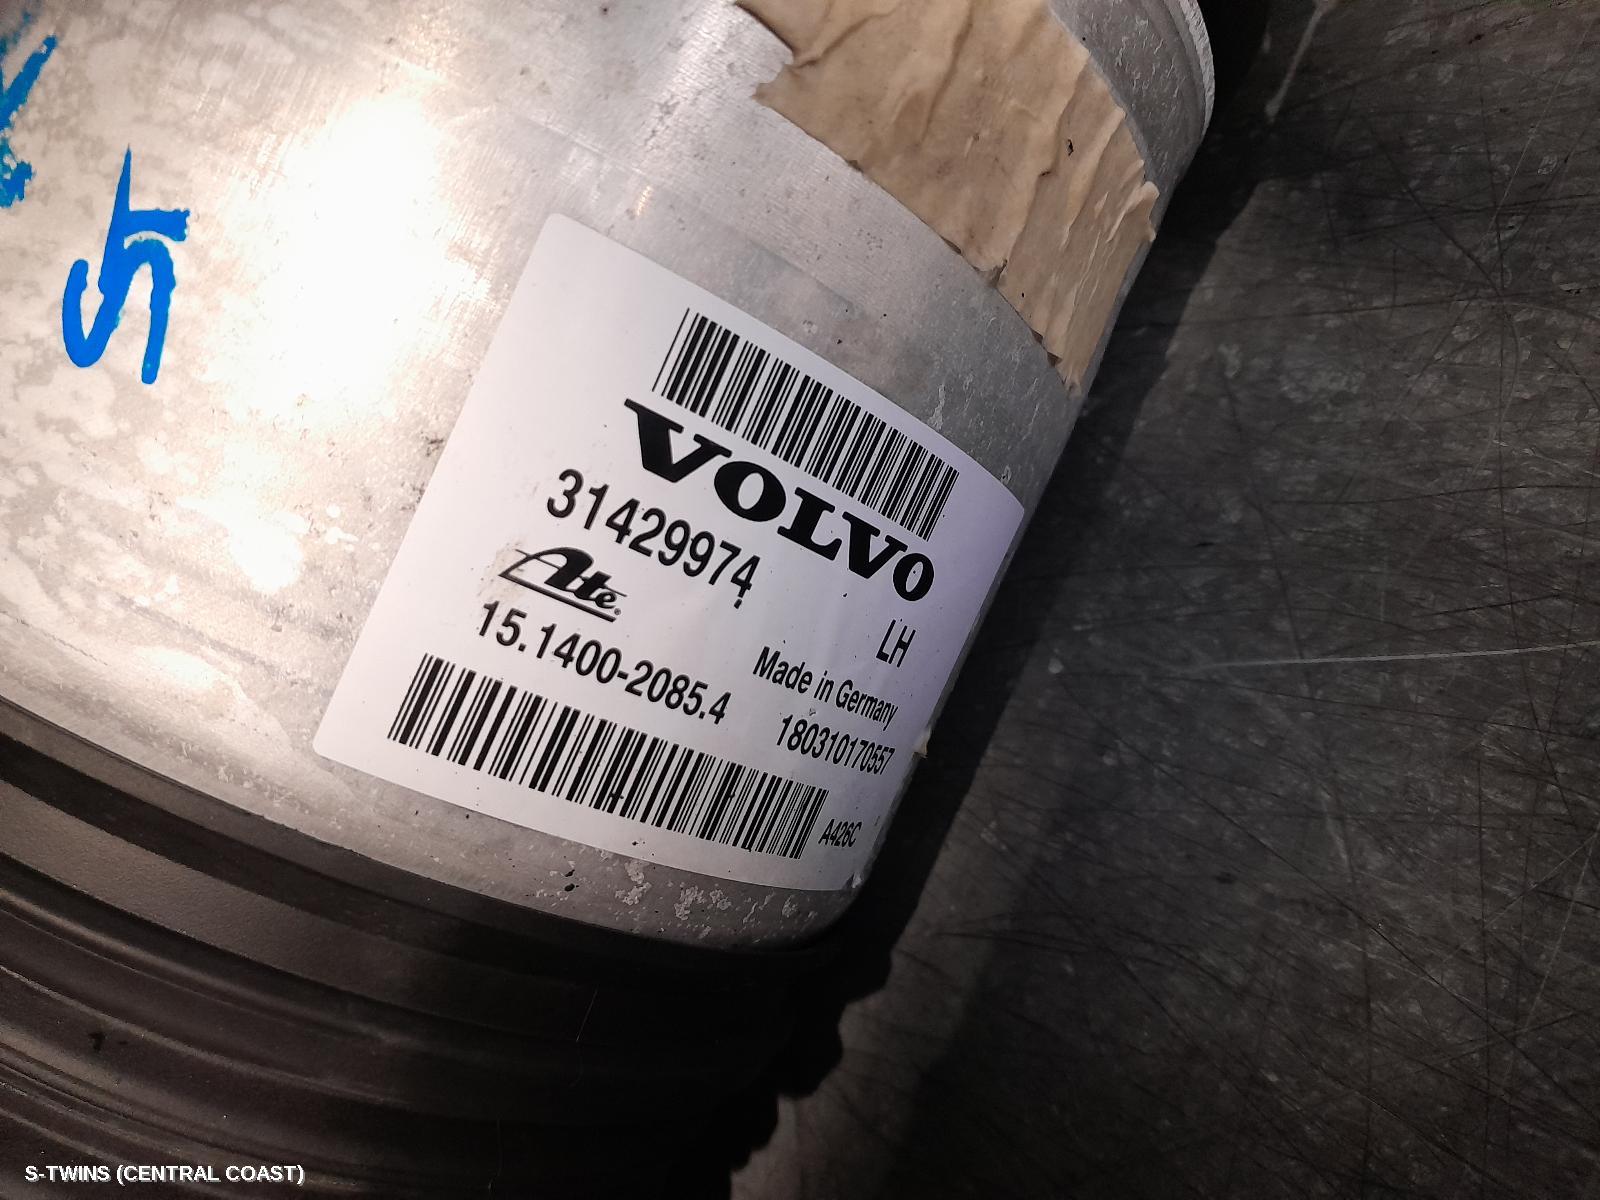 5
VOLVO
31429974
LH
Ate
Made in Germany
15.1400-2085.4
180310170557
A426C
S-TWINS (CENTRAL COAST)